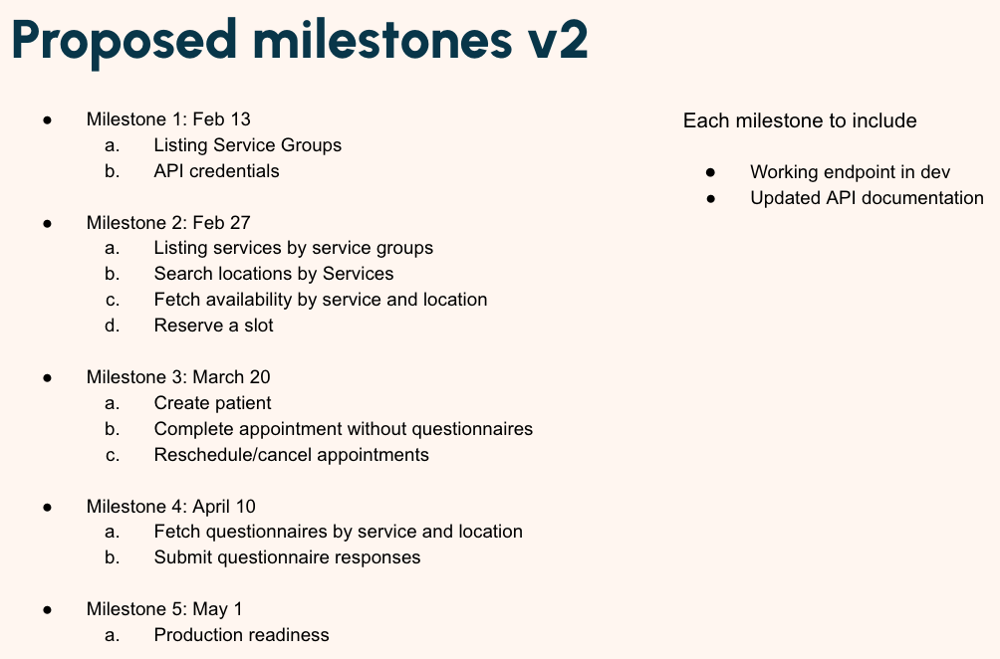 Proposed milestones v2
● Milestone 1: Feb 13
a. Listing Service Groups
b. API credentials
● Milestone 2: Feb 27
a. Listing services by service groups
b. Search locations by Services
c. Fetch availability by service and location
d. Reserve a slot
● Milestone 3: March 20
a. Create patient
b. Complete appointment without questionnaires
c. Reschedule/cancel appointments
● Milestone 4: April 10
a. Fetch questionnaires by service and location
b. Submit questionnaire responses
● Milestone 5: May 1
a. Production readiness
Each milestone to include
● Working endpoint in dev
● Updated API documentation